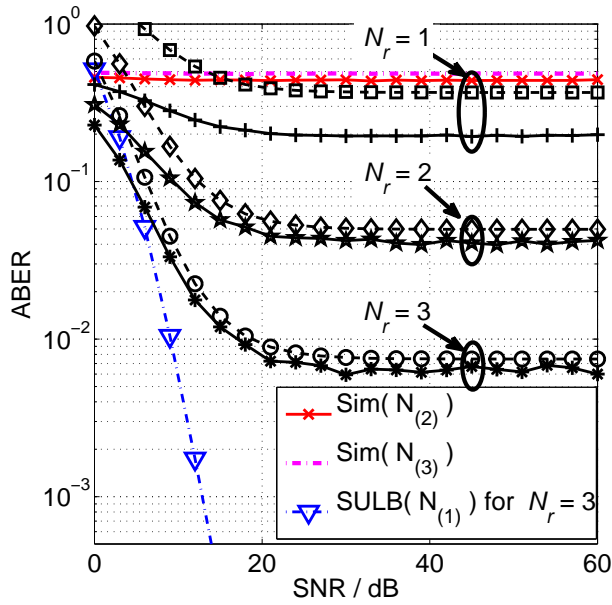 10^0
10^-1
10^-2
10^-3
ABER
N_r = 1
N_r = 2
N_r = 3
Sim( N_(2) )
Sim( N_(3) )
SULB( N_(1) ) for N_r = 3
0 20 40 60
SNR / dB